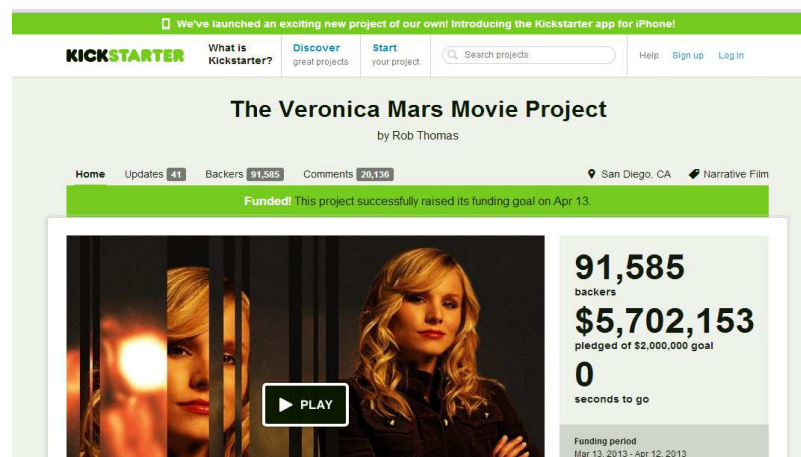 We've launched an exciting new project of our own! Introducing the Kickstarter app for iPhone!
KICKSTARTER
What is
Kickstarter?
Discover
great projects
Start
your project
Search projects
Help Sign up Log in
The Veronica Mars Movie Project
by Rob Thomas
Home Updates 41 Backers 91,585 Comments 20,136 San Diego, CA Narrative Film
Funded! This project successfully raised its funding goal on Apr 13.
PLAY
91,585
backers
$5,702,153
pledged of $2,000,000 goal
0
seconds to go
Funding period
Mar 13, 2013 - Apr 12, 2013